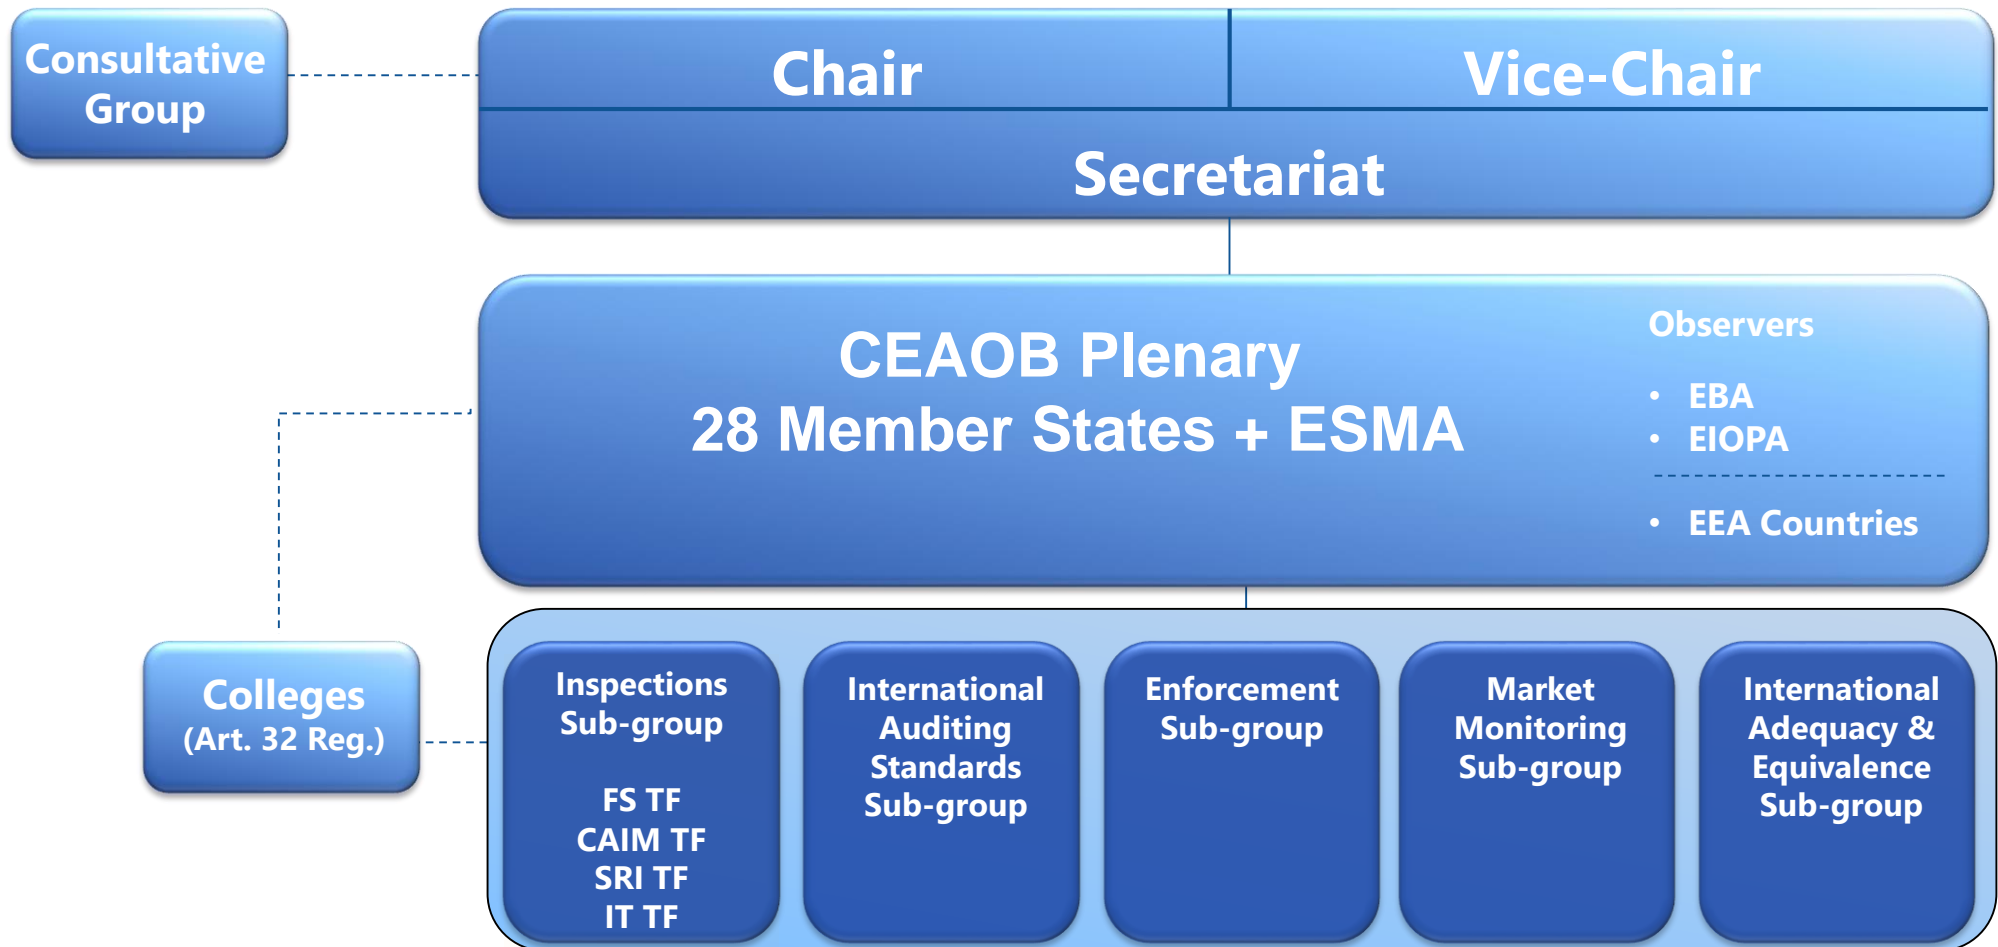 Consultative
Group
Chair
Vice-Chair
Secretariat
CEAOB Plenary
28 Member States + ESMA
Observers
• EBA
• EIOPA
• EEA Countries
Colleges
(Art. 32 Reg.)
Inspections
Sub-group
FS TF
CAIM TF
SRI TF
IT TF
International
Auditing
Standards
Sub-group
Enforcement
Sub-group
Market
Monitoring
Sub-group
International
Adequacy &
Equivalence
Sub-group